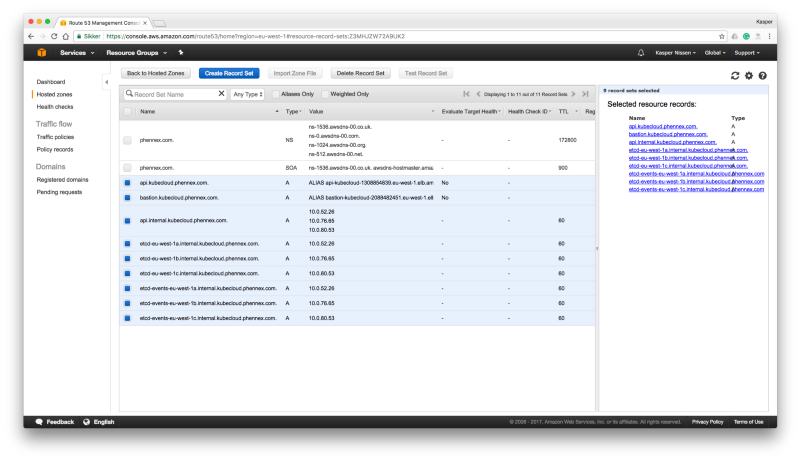 Route 53 Management Conso
Kasper
Sikker
https://console.aws.amazon.com/route53/home?region=eu-west-1#resource-record-sets:Z3MHJZW72A9UK2
Services
Resource Groups
Kasper Nissen
Global
Support
Dashboard
Hosted zones
Health checks
Traffic flow
Traffic policies
Policy records
Domains
Registered domains
Pending requests
Back to Hosted Zones
Create Record Set
Import Zone File
Delete Record Set
Test Record Set
Record Set Name
Any Type
Aliases Only
Weighted Only
Displaying 1 to 11 out of 11 Record Sets
Name Type Value Evaluate Target Health Health Check ID TTL Reg
phennex.com. NS
ns-1536.awsdns-00.co.uk.
ns-0.awsdns-00.com.
ns-1024.awsdns-00.org.
ns-512.awsdns-00.net.
- - 172800
phennex.com. SOA ns-1536.awsdns-00.co.uk. awsdns-hostmaster.ama - - 900
api.kubecloud.phennex.com. A ALIAS api-kubecloud-1308854639.eu-west-1.elb.am No -
bastion.kubecloud.phennex.com. A ALIAS bastion-kubecloud-2088482451.eu-west-1.ell No -
api.internal.kubecloud.phennex.com. A
10.0.52.26
10.0.76.65
10.0.80.53
- - 60
etcd-eu-west-1a.internal.kubecloud.phennex.com. A 10.0.52.26 - - 60
etcd-eu-west-1b.internal.kubecloud.phennex.com. A 10.0.76.65 - - 60
etcd-eu-west-1c.internal.kubecloud.phennex.com. A 10.0.80.53 - - 60
etcd-events-eu-west-1a.internal.kubecloud.phennex.com. A 10.0.52.26 - - 60
etcd-events-eu-west-1b.internal.kubecloud.phennex.com. A 10.0.76.65 - - 60
etcd-events-eu-west-1c.internal.kubecloud.phennex.com. A 10.0.80.53 - - 60
9 record sets selected
Selected resource records:
Name Type
api.kubecloud.phennex.com. A
bastion.kubecloud.phennex.com. A
api.internal.kubecloud.phennex.com. A
etcd-eu-west-1a.internal.kubecloud.phennex.com.
etcd-eu-west-1b.internal.kubecloud.phennex.com.
etcd-eu-west-1c.internal.kubecloud.phennex.com.
etcd-events-eu-west-1a.internal.kubecloud.phennex.com
etcd-events-eu-west-1b.internal.kubecloud.phennex.com
etcd-events-eu-west-1c.internal.kubecloud.phennex.com
Feedback
English
© 2008 - 2017, Amazon Web Services, Inc. or its affiliates. All rights reserved.
Privacy Policy
Terms of Use